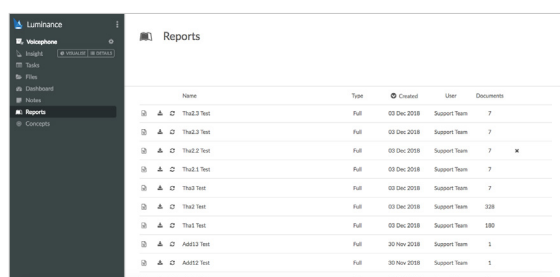 Luminance
Voicephone
Insight VISUALISE DETAILS
Tasks
Files
Dashboard
Notes
Reports
Concepts
Reports
Name Type Created User Documents
Tha2.3 Test Full 03 Dec 2018 Support Team 7
Tha2.3 Test Full 03 Dec 2018 Support Team 7
Tha2.2 Test Full 03 Dec 2018 Support Team 7
Tha2.1 Test Full 03 Dec 2018 Support Team 7
Tha3 Test Full 03 Dec 2018 Support Team 7
Tha2 Test Full 03 Dec 2018 Support Team 328
Tha1 Test Full 03 Dec 2018 Support Team 180
Add13 Test Full 30 Nov 2018 Support Team 1
Add12 Test Full 30 Nov 2018 Support Team 1